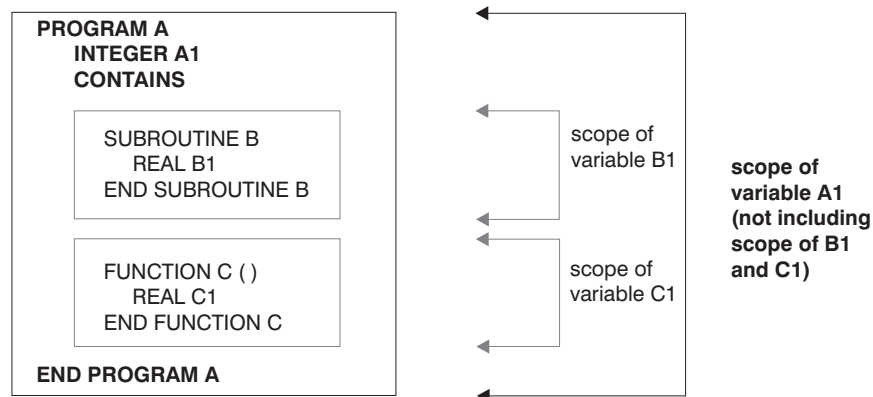 PROGRAM A
INTEGER A1
CONTAINS
SUBROUTINE B
REAL B1
END SUBROUTINE B
FUNCTION C ( )
REAL C1
END FUNCTION C
END PROGRAM A
scope of
variable B1
scope of
variable C1
scope of
variable A1
(not including
scope of B1
and C1)